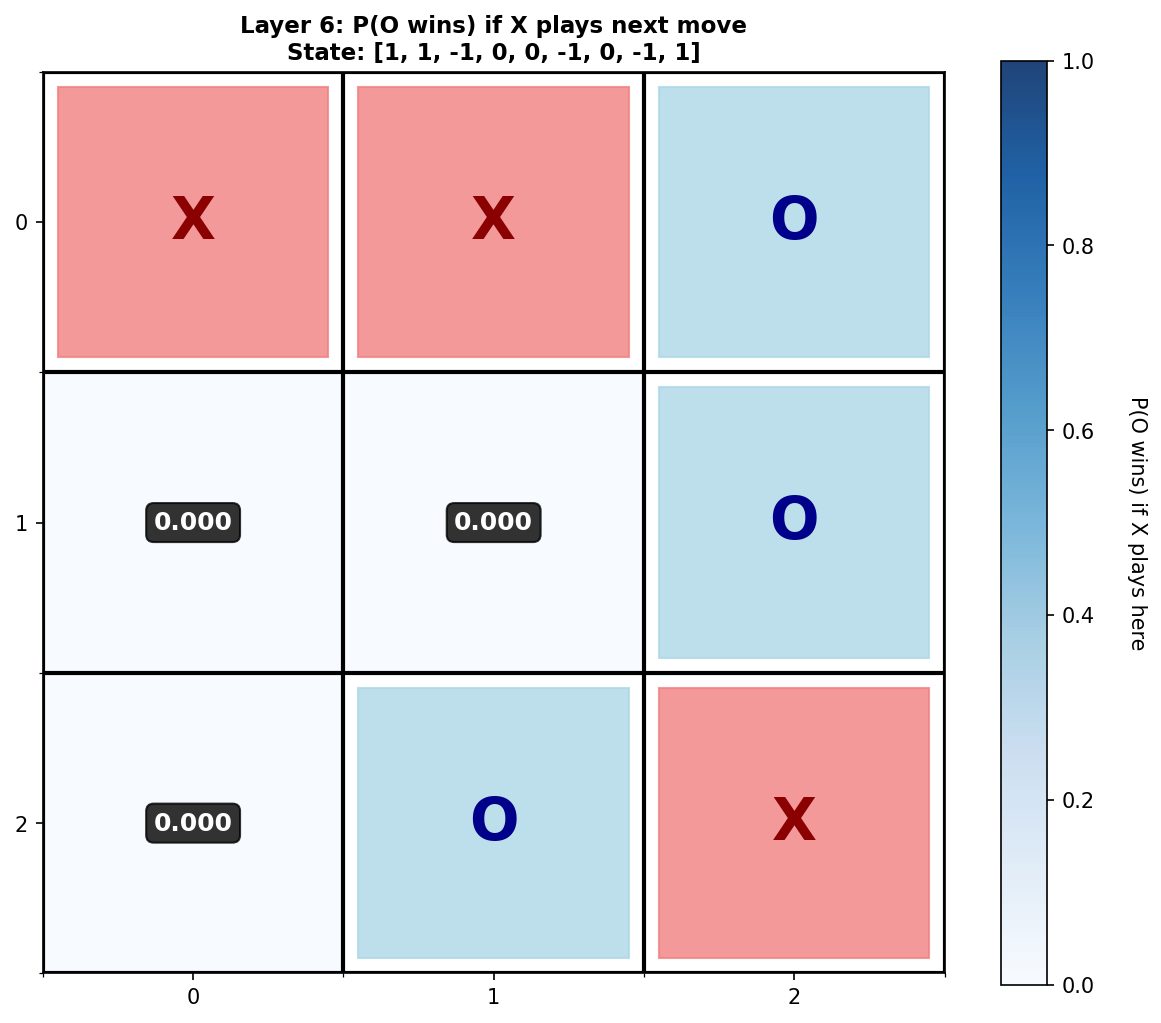 Layer 6: P(O wins) if X plays next move
State: [1, 1, -1, 0, 0, -1, 0, -1, 1]
X X O
0.000 0.000 O
0.000 O X
0
1
2
0 1 2
1.0
0.8
0.6
0.4
0.2
0.0
P(O wins) if X plays here